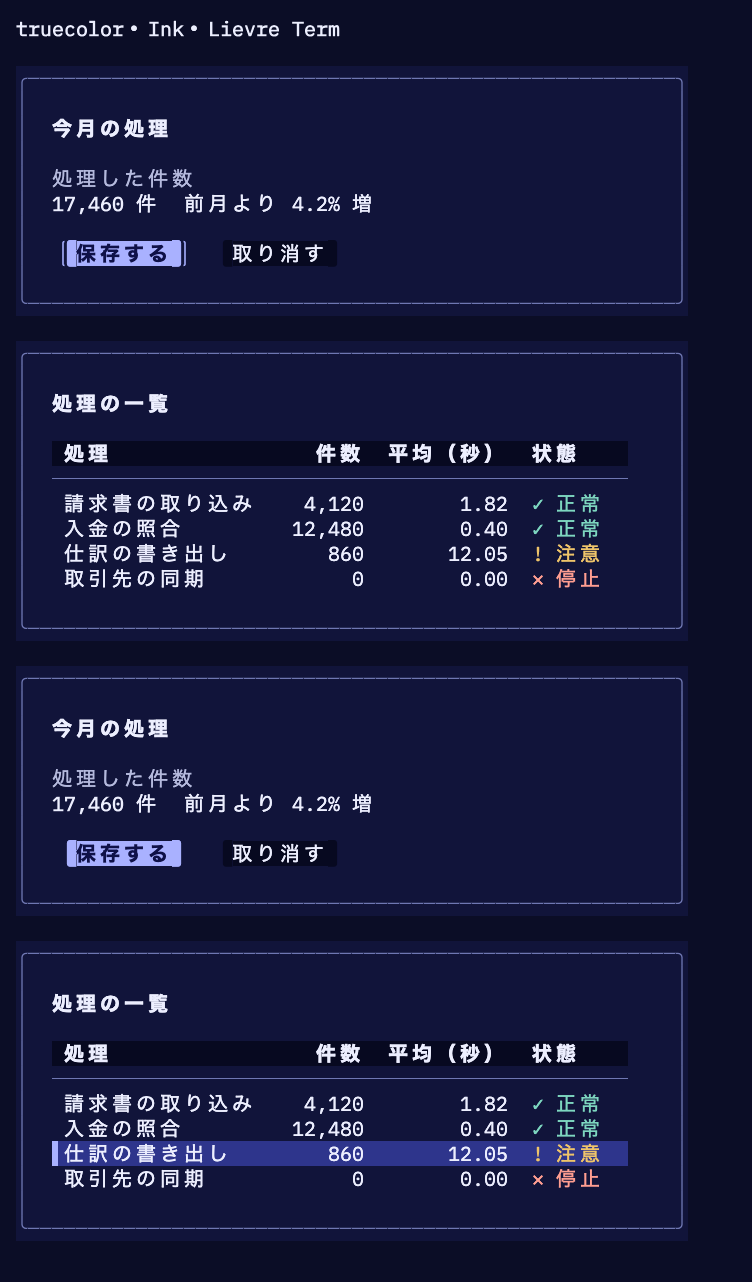 truecolor • Ink • Lievre Term
今月の処理
処理した件数
17,460 件 前月より 4.2% 増
保存する 取り消す
処理の一覧
処理 件数 平均（秒） 状態
請求書の取り込み 4,120 1.82 ✓ 正常
入金の照合 12,480 0.40 ✓ 正常
仕訳の書き出し 860 12.05 ! 注意
取引先の同期 0 0.00 × 停止
今月の処理
処理した件数
17,460 件 前月より 4.2% 増
保存する 取り消す
処理の一覧
処理 件数 平均（秒） 状態
請求書の取り込み 4,120 1.82 ✓ 正常
入金の照合 12,480 0.40 ✓ 正常
仕訳の書き出し 860 12.05 ! 注意
取引先の同期 0 0.00 × 停止